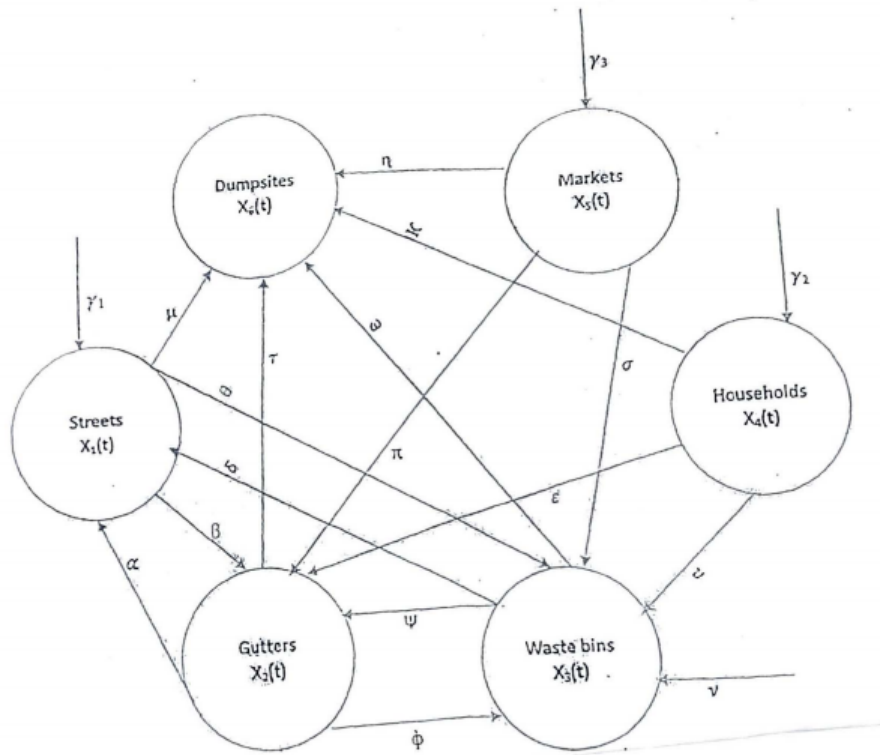 γ3
Dumpsites
X6(t)
η
Markets
X5(t)
κ
γ1
μ
γ2
τ
ω
θ
σ
Households
X4(t)
Streets
X1(t)
π
δ
ε
β
α
υ
ψ
Gutters
X2(t)
Waste bins
X3(t)
ν
φ